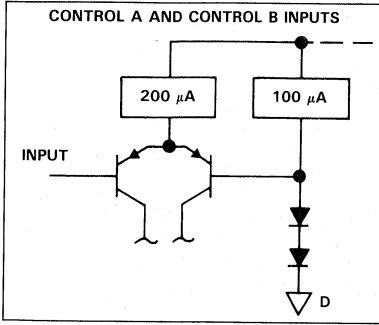 CONTROL A AND CONTROL B INPUTS
200 μA
100 μA
INPUT
D